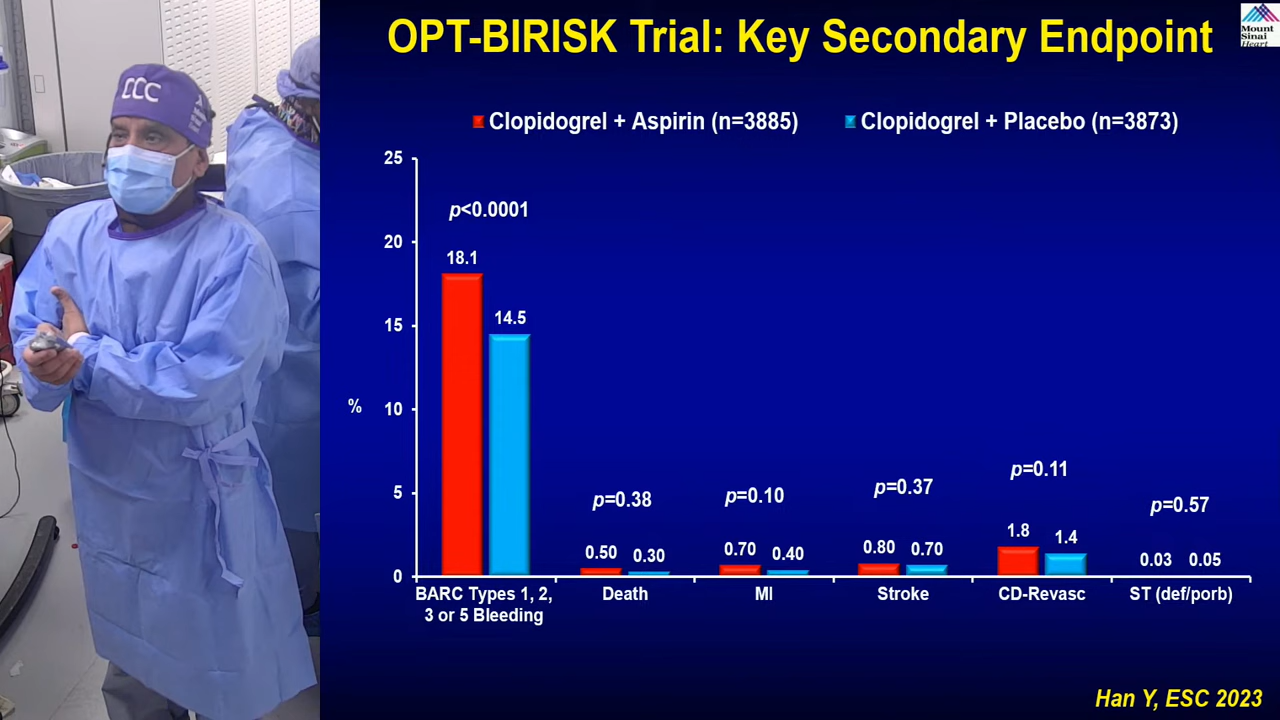 OPT-BIRISK Trial: Key Secondary Endpoint
Mount
Sinai
Heart
CCC
Clopidogrel + Aspirin (n=3885)
Clopidogrel + Placebo (n=3873)
25
20
15
%
10
5
0
p<0.0001
18.1
14.5
p=0.38
0.50
0.30
p=0.10
0.70
0.40
p=0.37
0.80
0.70
p=0.11
1.8
1.4
p=0.57
0.03
0.05
BARC Types 1, 2,
3 or 5 Bleeding
Death
MI
Stroke
CD-Revasc
ST (def/porb)
Han Y, ESC 2023